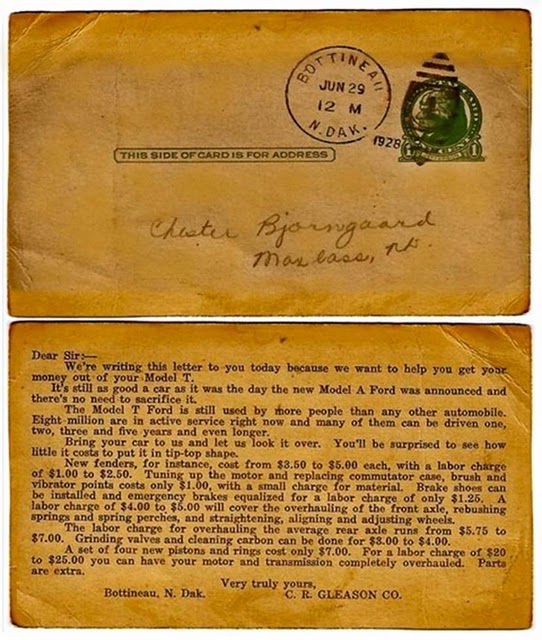 BOTTINEAU
JUN 29
12 M
N. DAK.
1928
THIS SIDE OF CARD IS FOR ADDRESS
1 1
Chester Bjorngaard
Maxbass, ND.
Dear Sir:—
We're writing this letter to you today because we want to help you get your
money out of your Model T.
It's still as good a car as it was the day the new Model A Ford was announced and
there's no need to sacrifice it.
The Model T Ford is still used by more people than any other automobile.
Eight million are in active service right now and many of them can be driven one,
two, three and five years and even longer.
Bring your car to us and let us look it over. You'll be surprised to see how
little it costs to put it in tip-top shape.
New fenders, for instance, cost from $3.50 to $5.00 each, with a labor charge
of $1.00 to $2.50. Tuning up the motor and replacing commutator case, brush and
vibrator points costs only $1.00, with a small charge for material. Brake shoes can
be installed and emergency brakes equalized for a labor charge of only $1.25. A
labor charge of $4.00 to $5.00 will cover the overhauling of the front axle, rebushing
springs and spring perches, and straightening, aligning and adjusting wheels.
The labor charge for overhauling the average rear axle runs from $5.75 to
$7.00. Grinding valves and cleaning carbon can be done for $3.00 to $4.00.
A set of four new pistons and rings cost only $7.00. For a labor charge of $20
to $25.00 you can have your motor and transmission completely overhauled. Parts
are extra.
Very truly yours,
Bottineau, N. Dak. C. R. GLEASON CO.